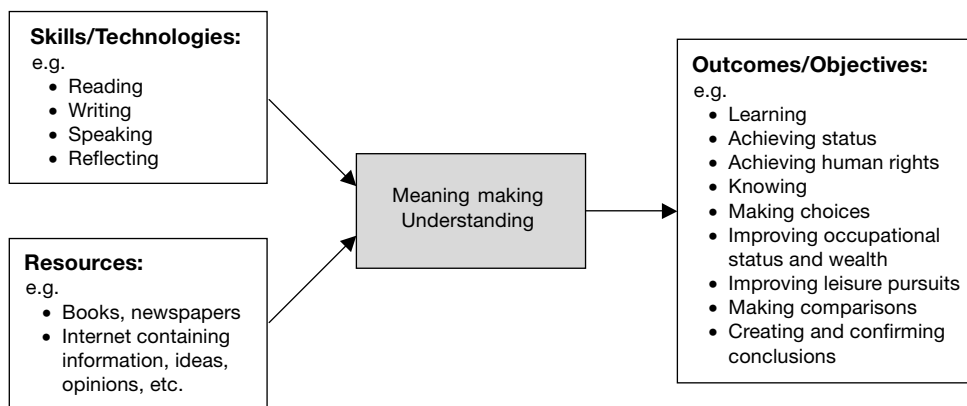 Skills/Technologies:
e.g.
• Reading
• Writing
• Speaking
• Reflecting
Resources:
e.g.
• Books, newspapers
• Internet containing
information, ideas,
opinions, etc.
Meaning making
Understanding
Outcomes/Objectives:
e.g.
• Learning
• Achieving status
• Achieving human rights
• Knowing
• Making choices
• Improving occupational
status and wealth
• Improving leisure pursuits
• Making comparisons
• Creating and confirming
conclusions